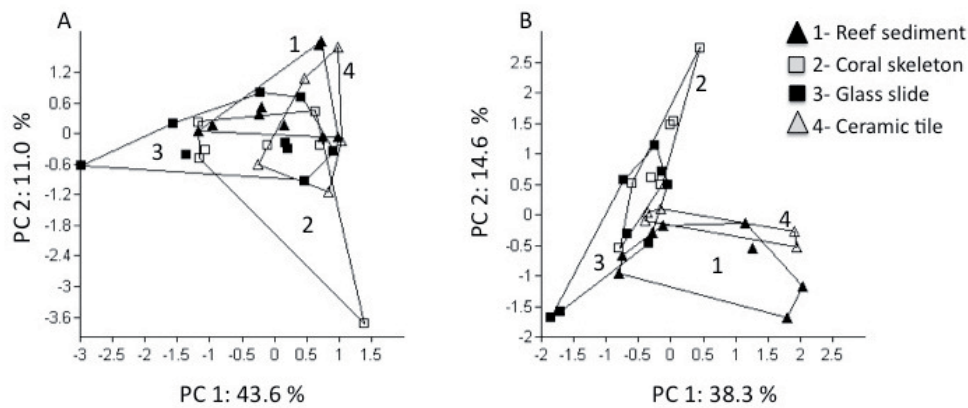 A
1
4
3
2
1.2
0.6
0
-0.6
-1.2
-1.8
-2.4
-3
-3.6
PC 2: 11.0 %
-3 -2.5 -2 -1.5 -1 -0.5 0 0.5 1 1.5
PC 1: 43.6 %
B
2
4
3
1
2.5
2
1.5
1
0.5
0
-0.5
-1
-1.5
-2
PC 2: 14.6 %
-2 -1.5 -1 -0.5 0 0.5 1 1.5 2 2.5
PC 1: 38.3 %
1- Reef sediment
2- Coral skeleton
3- Glass slide
4- Ceramic tile